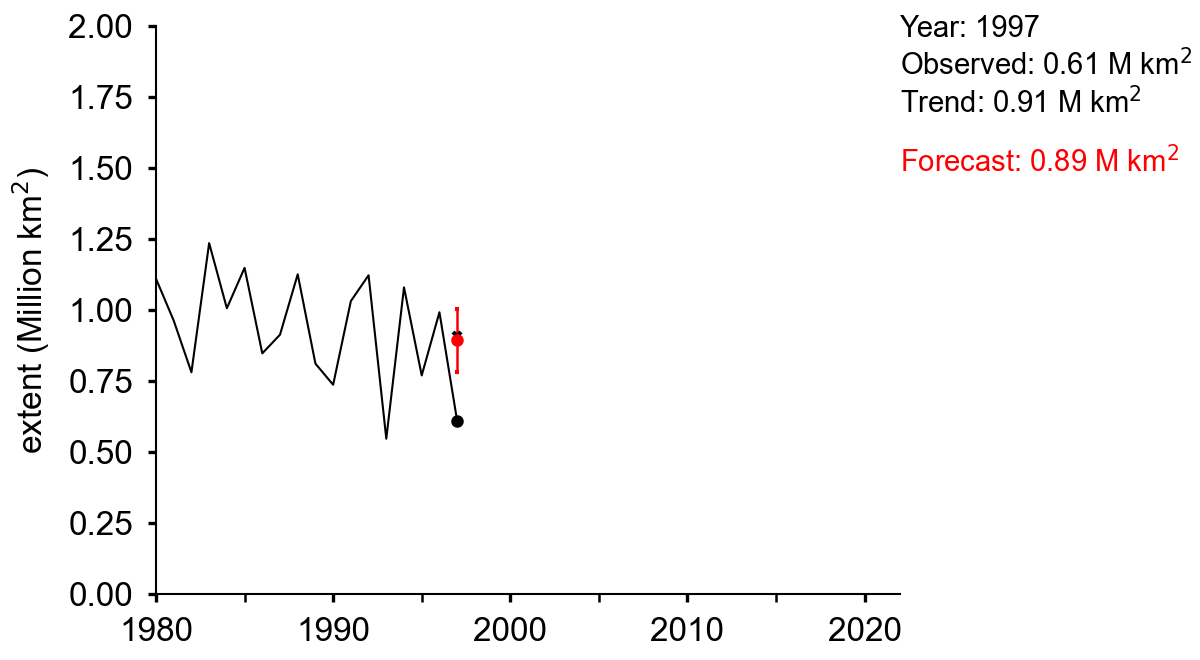 2.00
1.75
1.50
1.25
1.00
0.75
0.50
0.25
0.00
extent (Million km²)
1980 1990 2000 2010 2020
Year: 1997
Observed: 0.61 M km²
Trend: 0.91 M km²
Forecast: 0.89 M km²